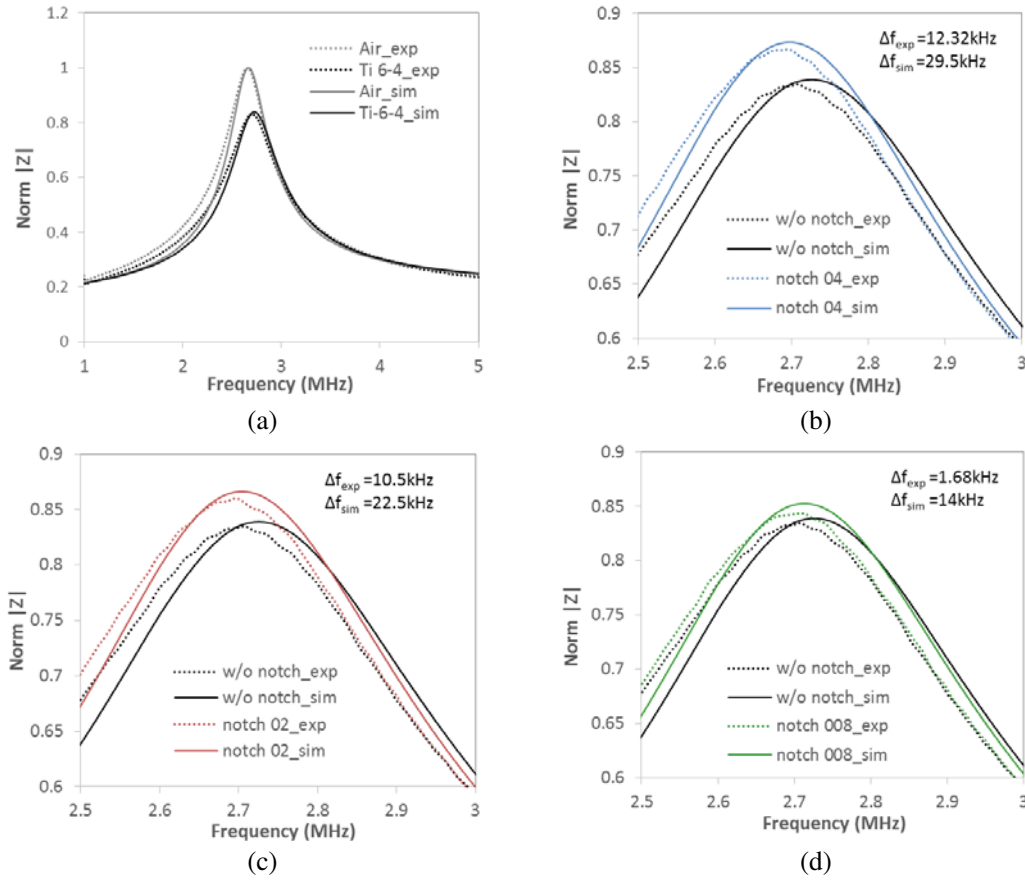 1.2
1
0.8
0.6
0.4
0.2
0
Norm |Z|
Air_exp
Ti 6-4_exp
Air_sim
Ti-6-4_sim
1 2 3 4 5
Frequency (MHz)
(a)
0.9
0.85
0.8
0.75
0.7
0.65
0.6
Norm |Z|
Δf_exp =12.32kHz
Δf_sim =29.5kHz
w/o notch_exp
w/o notch_sim
notch 04_exp
notch 04_sim
2.5 2.6 2.7 2.8 2.9 3
Frequency (MHz)
(b)
0.9
0.85
0.8
0.75
0.7
0.65
0.6
Norm |Z|
Δf_exp =10.5kHz
Δf_sim =22.5kHz
w/o notch_exp
w/o notch_sim
notch 02_exp
notch 02_sim
2.5 2.6 2.7 2.8 2.9 3
Frequency (MHz)
(c)
0.9
0.85
0.8
0.75
0.7
0.65
0.6
Norm |Z|
Δf_exp =1.68kHz
Δf_sim =14kHz
w/o notch_exp
w/o notch_sim
notch 008_exp
notch 008_sim
2.5 2.6 2.7 2.8 2.9 3
Frequency (MHz)
(d)